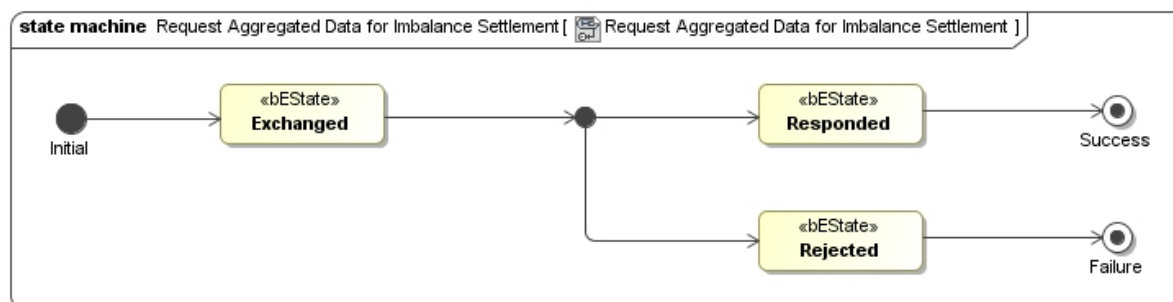 state machine Request Aggregated Data for Imbalance Settlement [ Request Aggregated Data for Imbalance Settlement ]
«bEState»
Exchanged
«bEState»
Responded
Initial
Success
«bEState»
Rejected
Failure